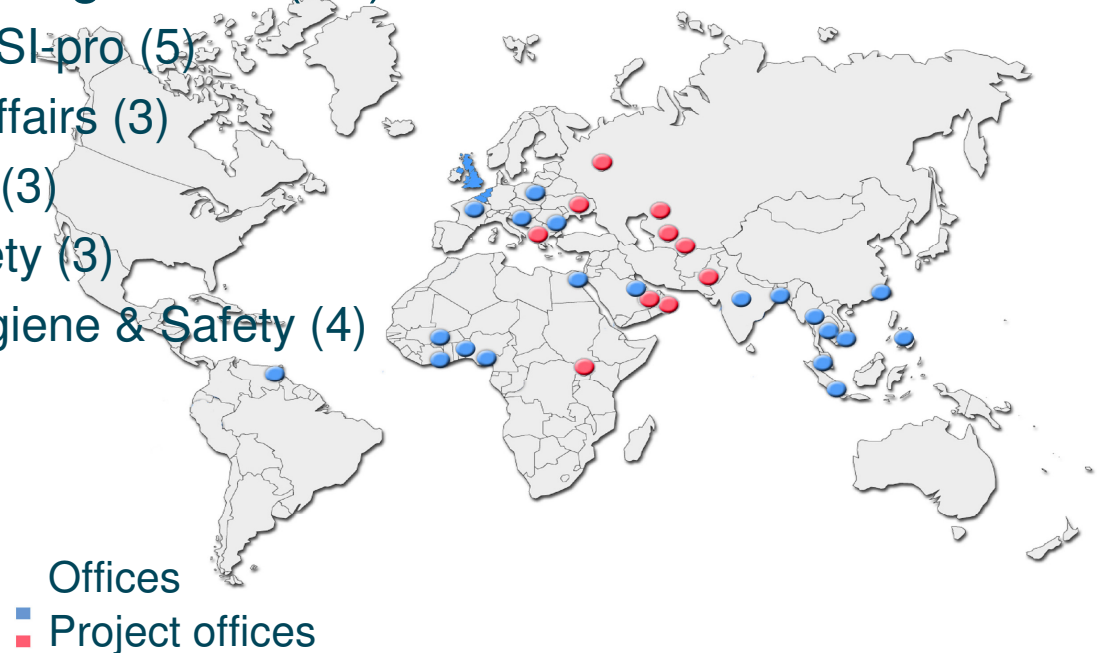 SI-pro (5)
ffairs (3)
(3)
ety (3)
giene & Safety (4)
Offices
Project offices